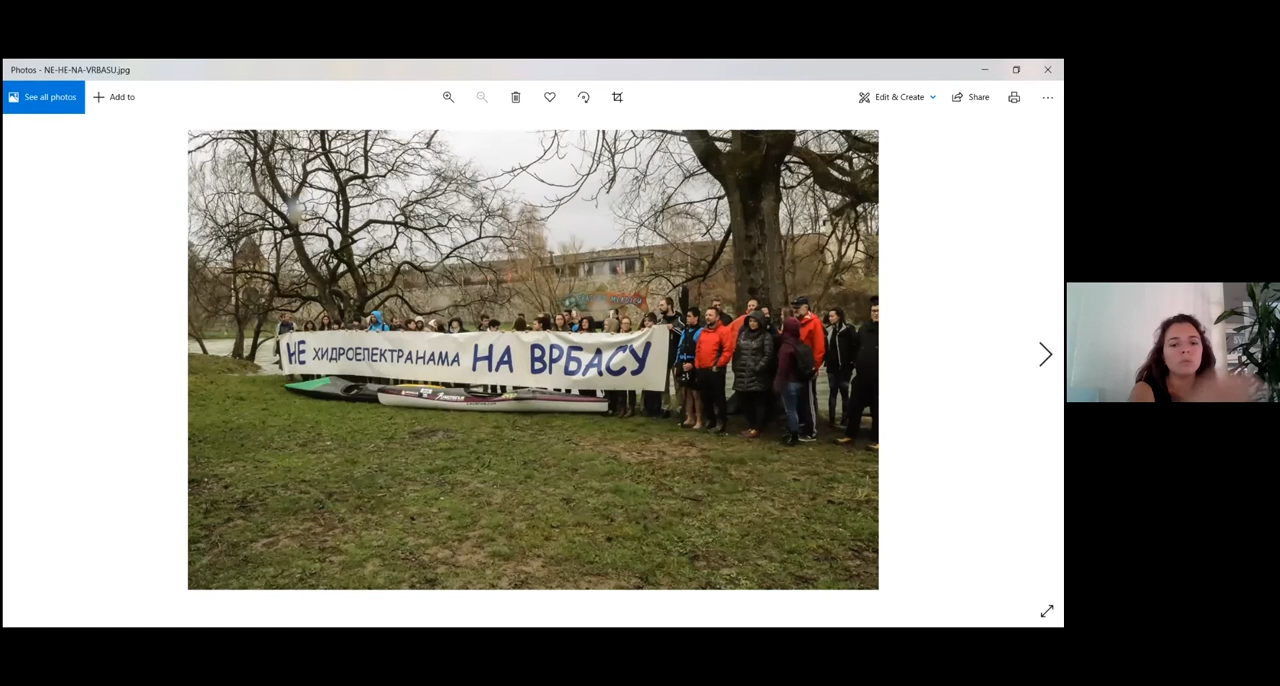 Photos - NE-HE-NA-VRBASU.jpg
See all photos
Add to
Edit & Create
Share
НЕ ХИДРОЕЛЕКТРАНАМА НА ВРБАСУ